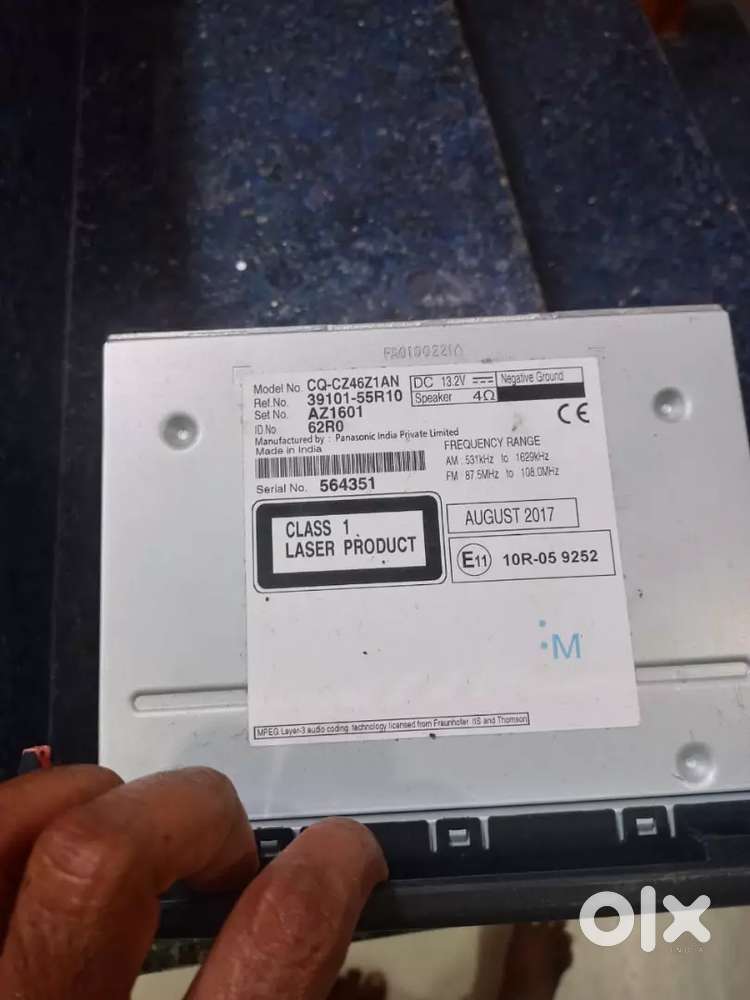 FA0100221A
Model No. CQ-CZ46Z1AN
DC 13.2V Negative Ground
Ref.No. 39101-55R10
Speaker 4Ω
Set No. AZ1601
ID No. 62R0
CE
Manufactured by : Panasonic India Private Limited
Made in India
FREQUENCY RANGE
AM : 531kHz to 1629kHz
FM : 87.5MHz to 108.0MHz
Serial No. 564351
CLASS 1
LASER PRODUCT
AUGUST 2017
E11 10R-05 9252
:M
MPEG Layer-3 audio coding technology licensed from Fraunhofer IIS and Thomson
olx
INDIA